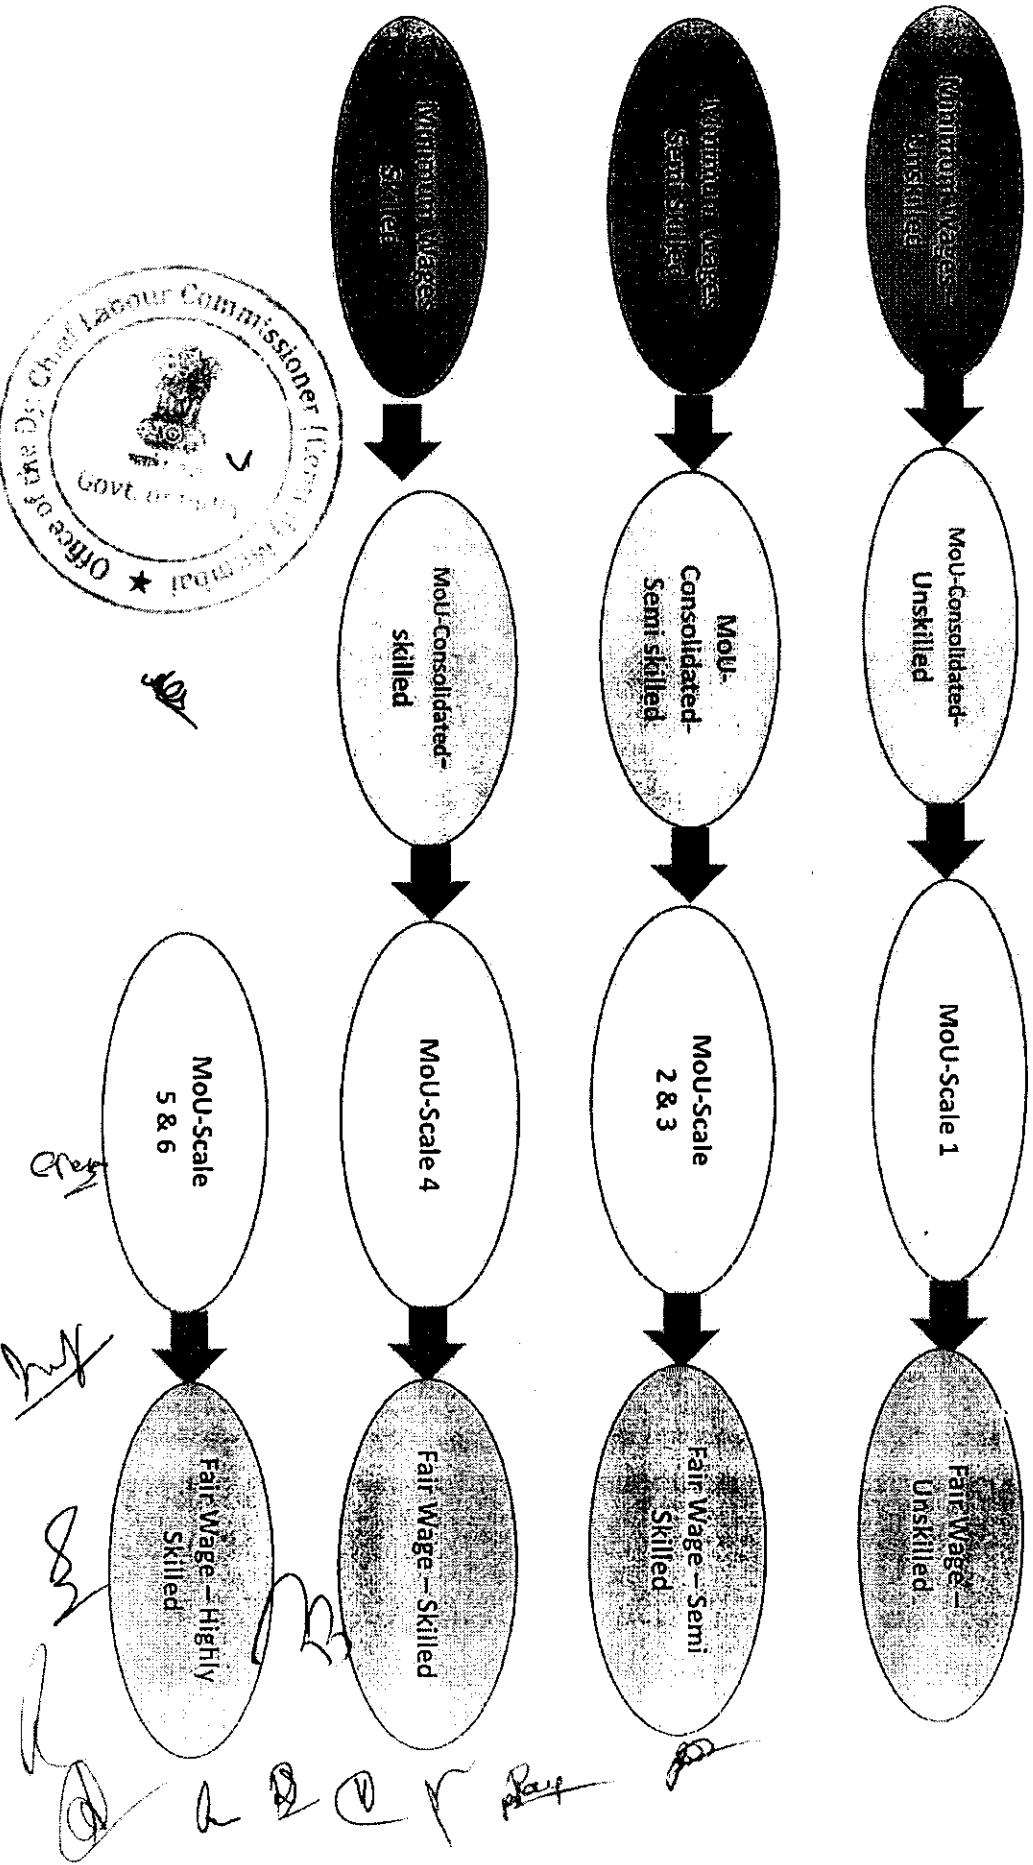 Minimum Wages –
Unskilled
MoU-Consolidated-
Unskilled
MoU-Scale 1
Fair Wage –
Unskilled
Minimum Wages
Semi Skilled
MoU-
Consolidated-
Semi skilled
MoU-Scale
2 & 3
Fair Wage – Semi
Skilled
Minimum Wages
Skilled
MoU-Consolidated–
skilled
MoU-Scale 4
Fair Wage – Skilled
MoU-Scale
5 & 6
Fair Wage – Highly
Skilled
Office of the Dy. Chief Labour Commissioner (Central) Mumbai ★
Govt. of India